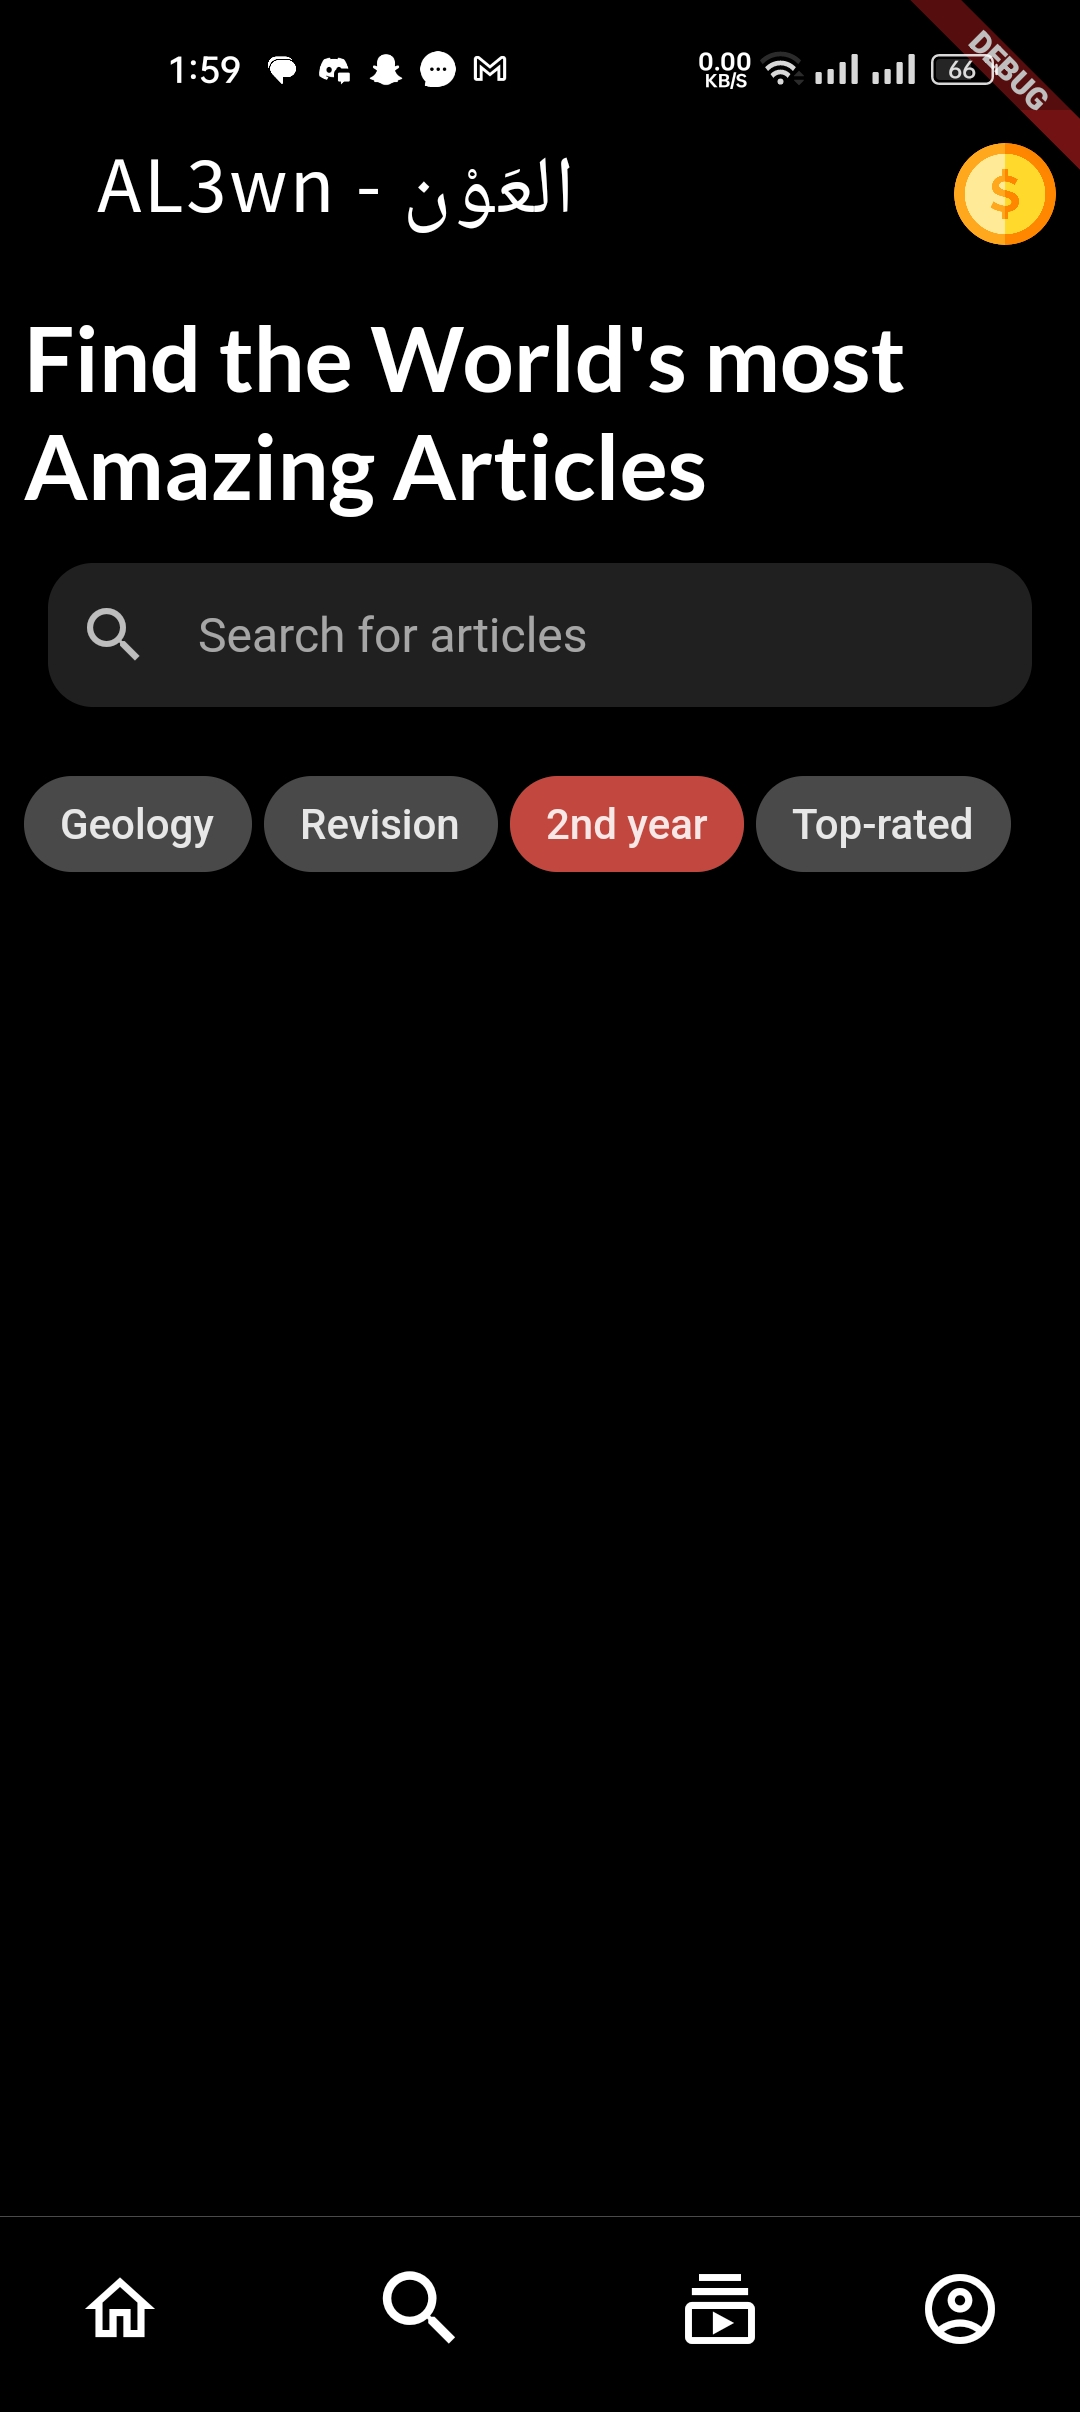 1:59
0.00
KB/S
66
DEBUG
AL3wn - العَوْن
$
Find the World's most
Amazing Articles
Search for articles
Geology
Revision
2nd year
Top-rated